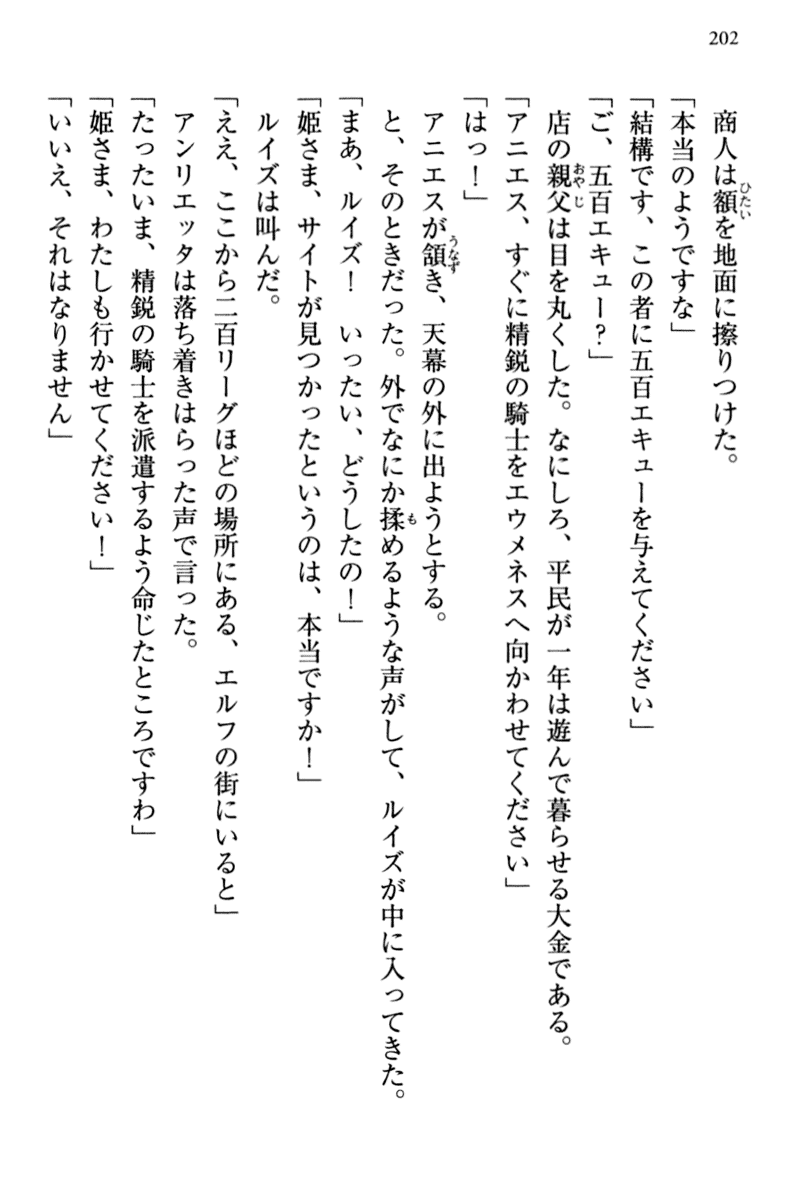 202
商人は額を地面に擦りつけた。
「本当のようですな」
「結構です、この者に五百エキューを与えてください」
「ご、五百エキュー？」
店の親父は目を丸くした。なにしろ、平民が一年は遊んで暮らせる大金である。
「アニエス、すぐに精鋭の騎士をエウメネスへ向かわせてください」
「はっ！」
アニエスが頷き、天幕の外に出ようとする。
と、そのときだった。外でなにか揉めるような声がして、ルイズが中に入ってきた。
「まあ、ルイズ！　いったい、どうしたの！」
「姫さま、サイトが見つかったというのは、本当ですか！」
ルイズは叫んだ。
「ええ、ここから二百リーグほどの場所にある、エルフの街にいると」
アンリエッタは落ち着きはらった声で言った。
「たったいま、精鋭の騎士を派遣するよう命じたところですわ」
「姫さま、わたしも行かせてください！」
「いいえ、それはなりません」